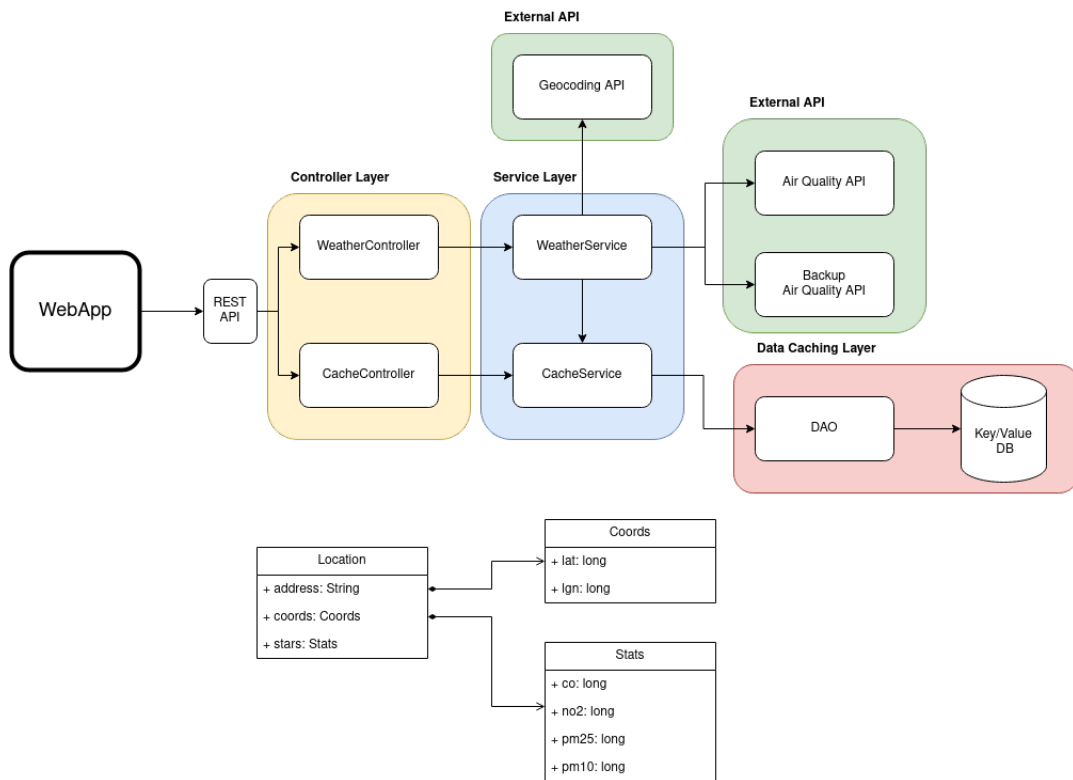 External API
Geocoding API
External API
Air Quality API
Backup
Air Quality API
Controller Layer
WeatherController
CacheController
Service Layer
WeatherService
CacheService
WebApp
REST
API
Data Caching Layer
DAO
Key/Value
DB
Location
+ address: String
+ coords: Coords
+ stars: Stats
Coords
+ lat: long
+ lgn: long
Stats
+ co: long
+ no2: long
+ pm25: long
+ pm10: long